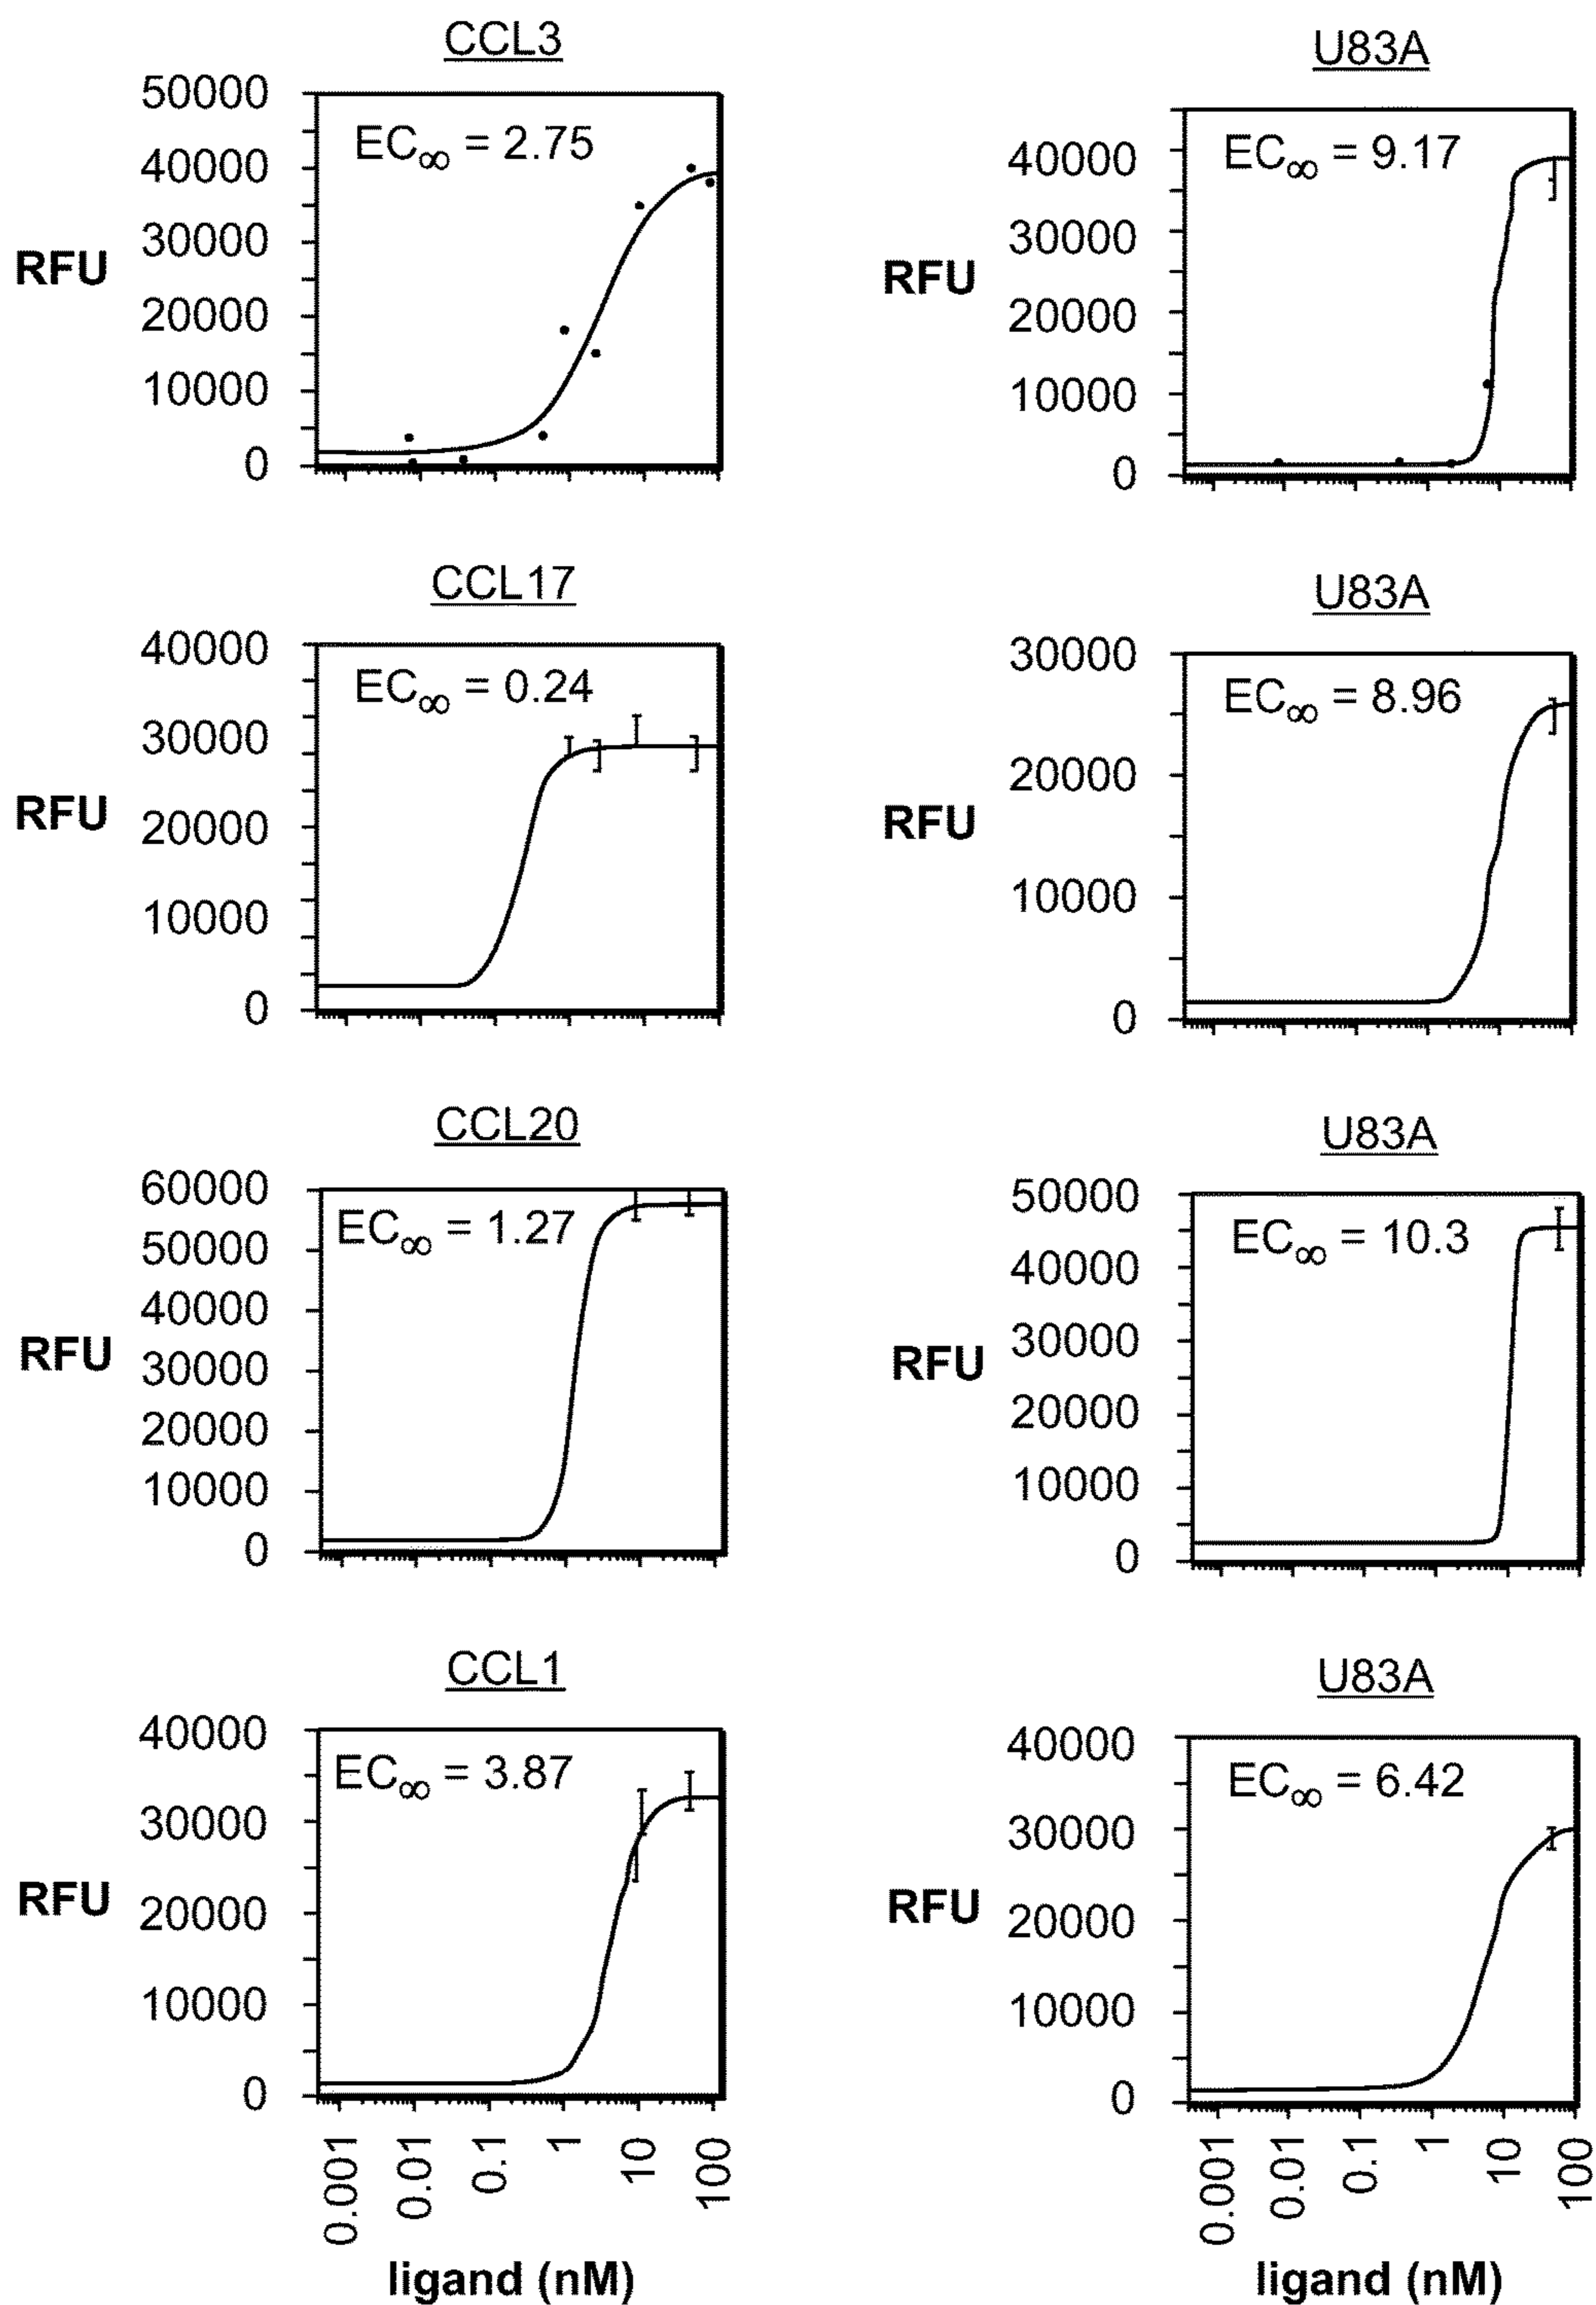 CCL3
50000
40000
30000
20000
10000
0
RFU
EC∞ = 2.75
U83A
40000
30000
20000
10000
0
RFU
EC∞ = 9.17
CCL17
40000
30000
20000
10000
0
RFU
EC∞ = 0.24
U83A
30000
20000
10000
0
RFU
EC∞ = 8.96
CCL20
60000
50000
40000
30000
20000
10000
0
RFU
EC∞ = 1.27
U83A
50000
40000
30000
20000
10000
0
RFU
EC∞ = 10.3
CCL1
40000
30000
20000
10000
0
RFU
EC∞ = 3.87
0.001
0.01
0.1
1
10
100
ligand (nM)
U83A
40000
30000
20000
10000
0
RFU
EC∞ = 6.42
0.001
0.01
0.1
1
10
100
ligand (nM)